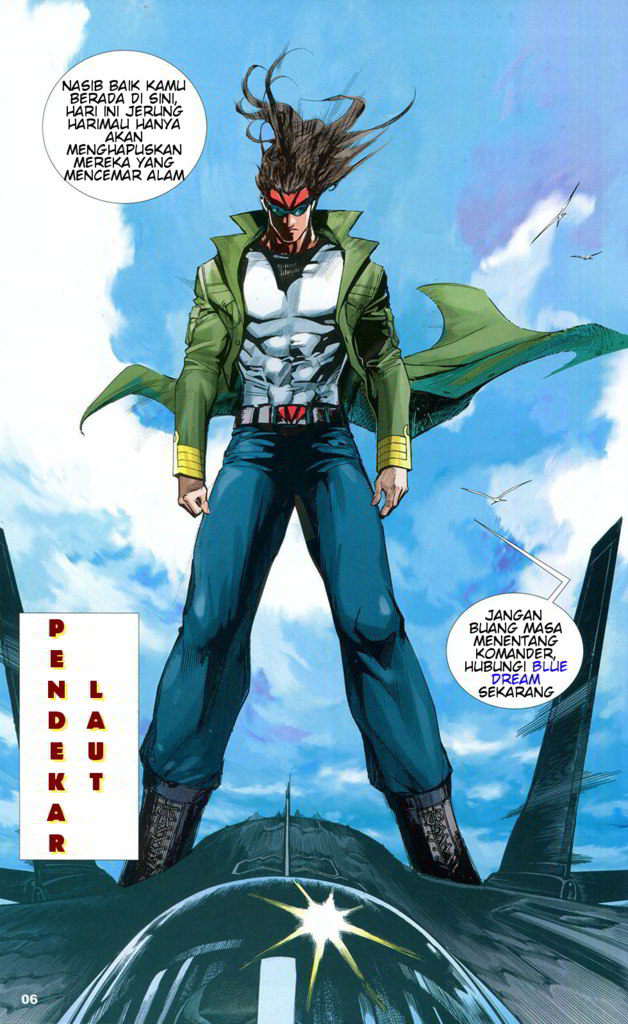 NASIB BAIK KAMU
BERADA DI SINI,
HARI INI JERUNG
HARIMAU HANYA
AKAN
MENGHAPUSKAN
MEREKA YANG
MENCEMAR ALAM
JANGAN
BUANG MASA
MENENTANG
KOMANDER,
HUBUNGI BLUE
DREAM
SEKARANG
PENDEKAR
LAUT
06